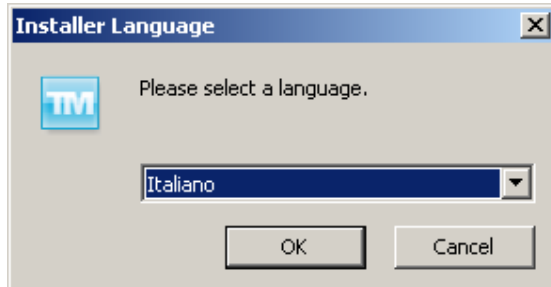 Installer Language
TM
Please select a language.
Italiano
OK
Cancel